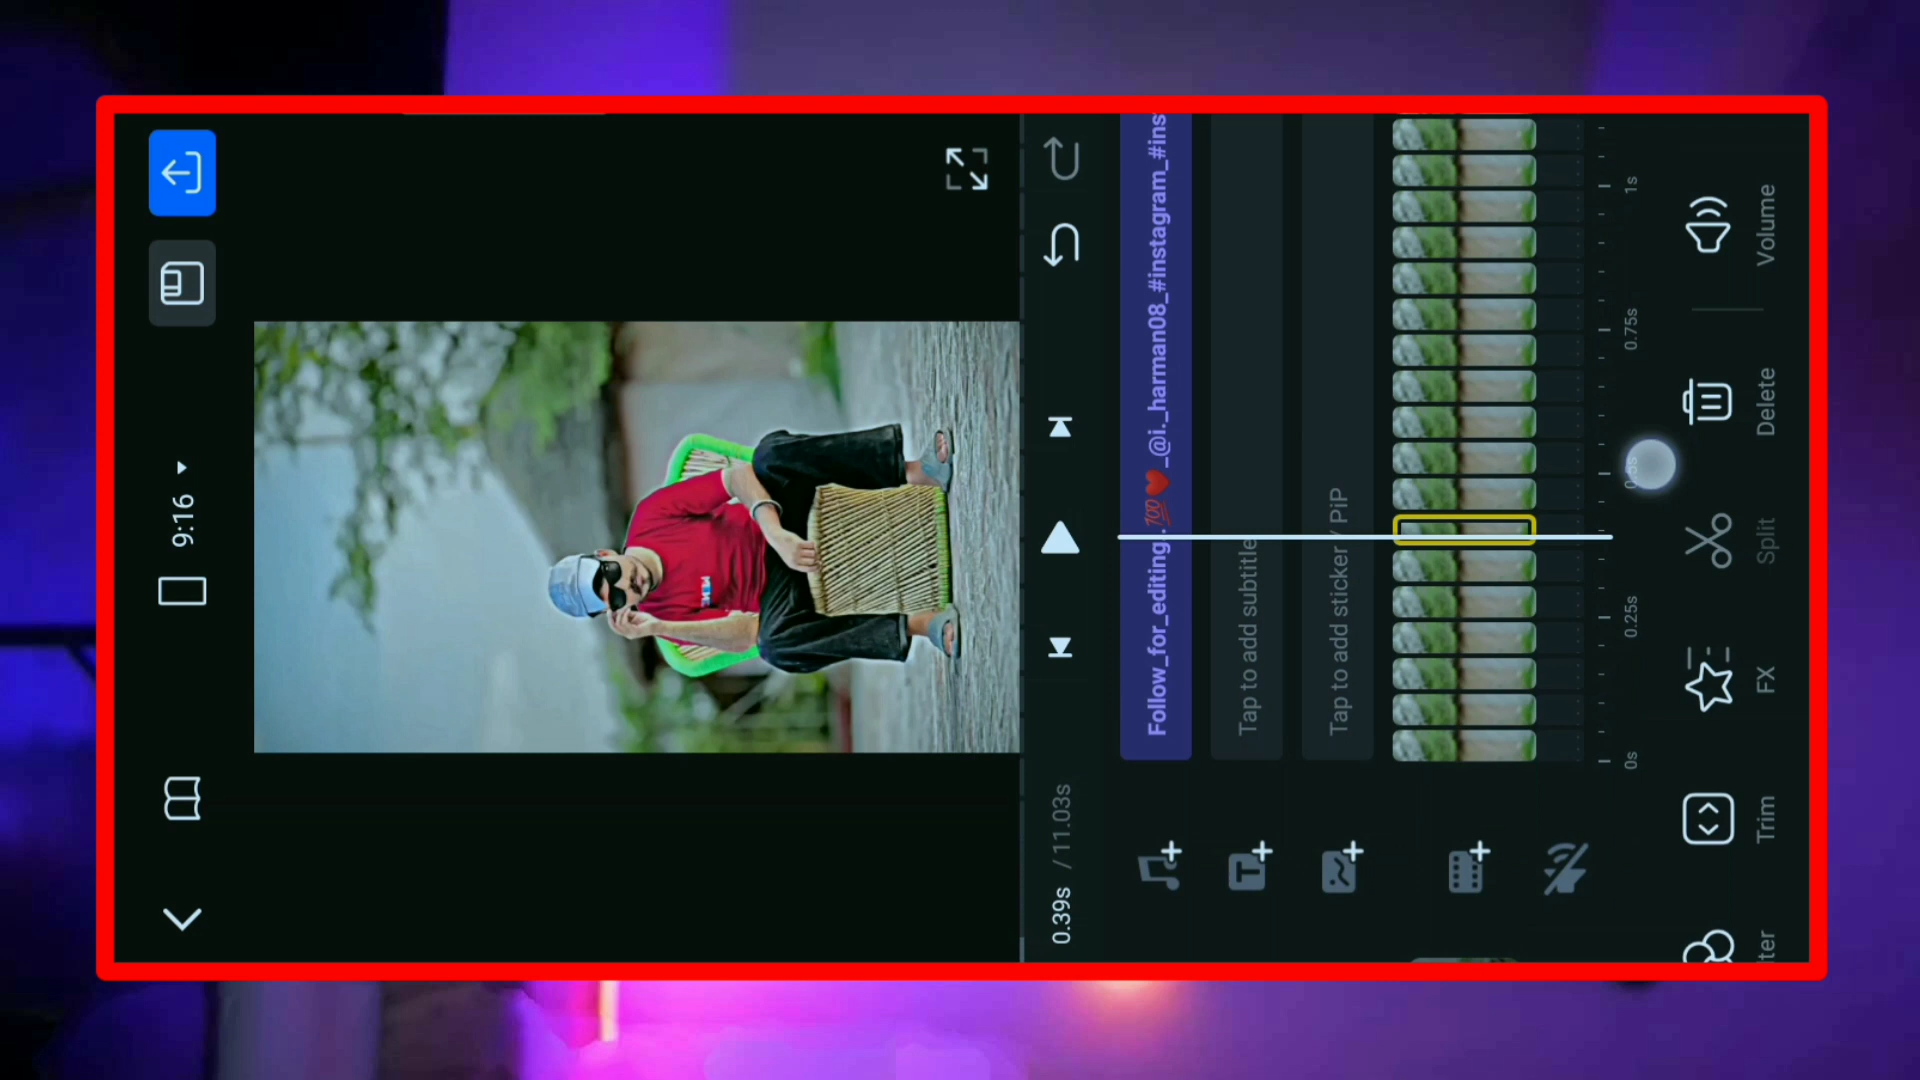 9:16
0.39s / 11.03s
Follow_for_editing_.💯❤️_@i._harman08_#instagram_#ins
Tap to add subtitle
Tap to add sticker / PiP
0s
0.25s
0.75s
1s
Trim
FX
Split
Delete
Volume